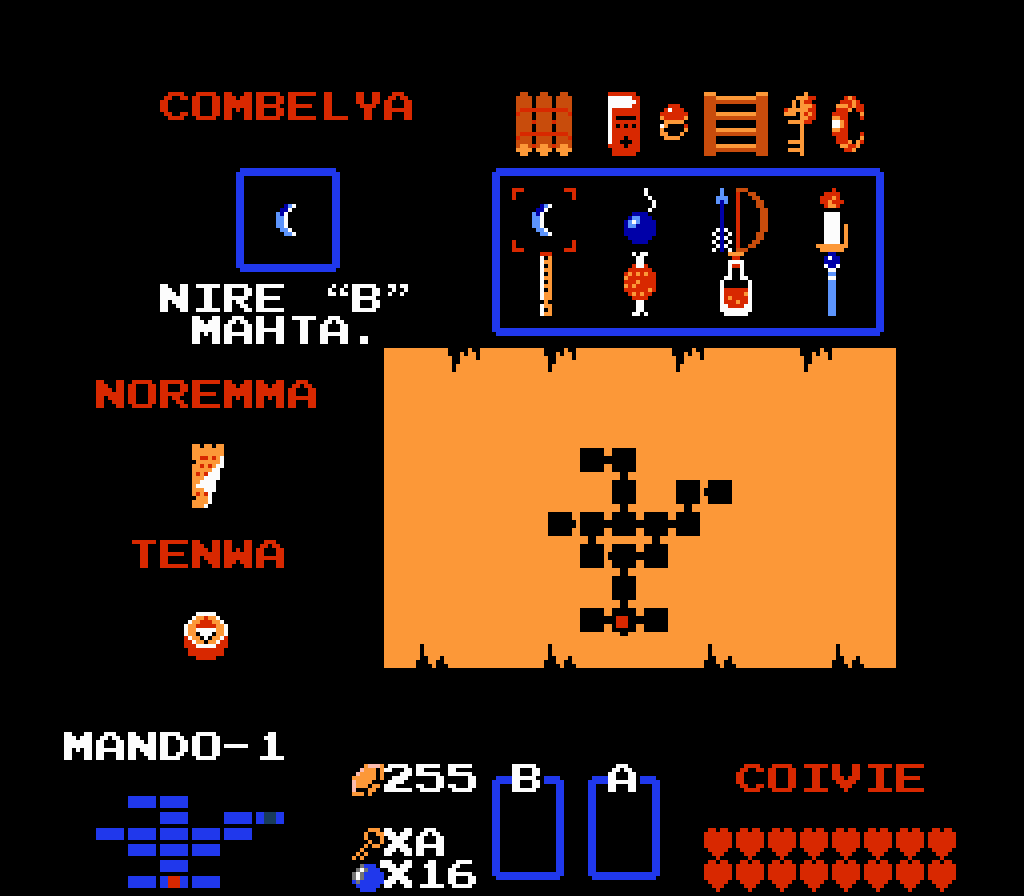 COMBELYA
NIRE “B”
MAHTA.
NOREMMA
TENWA
MANDO-1
255
B
A
COIVIE
XA
X16